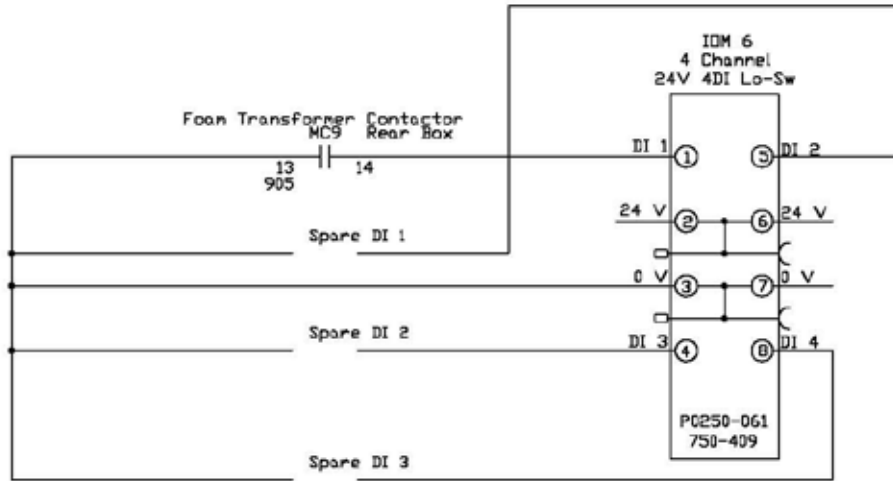 IOM 6
4 Channel
24V 4DI Lo-Sw
Foam Transformer Contactor
MC9 Rear Box
DI 1 1 5 DI 2
13 14
905
24 V 2 6 24 V
Spare DI 1
0 V 3 7 0 V
Spare DI 2
DI 3 4 8 DI 4
P0250-061
750-409
Spare DI 3